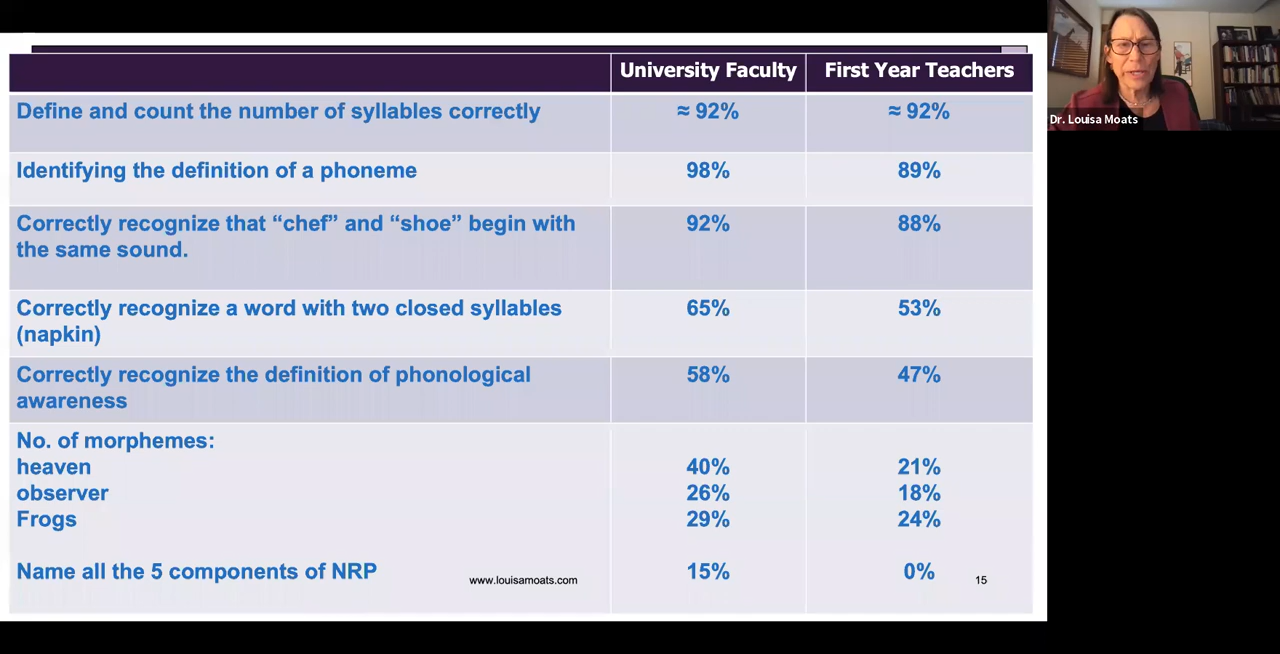 University Faculty First Year Teachers
Define and count the number of syllables correctly ≈ 92% ≈ 92%
Identifying the definition of a phoneme 98% 89%
Correctly recognize that “chef” and “shoe” begin with 92% 88%
the same sound.
Correctly recognize a word with two closed syllables 65% 53%
(napkin)
Correctly recognize the definition of phonological 58% 47%
awareness
No. of morphemes:
heaven 40% 21%
observer 26% 18%
Frogs 29% 24%
Name all the 5 components of NRP 15% 0%
www.louisamoats.com 15
Dr. Louisa Moats